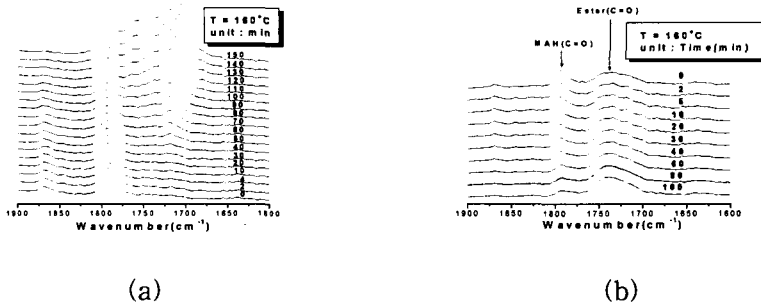 T = 160°C
unit : min
150
140
130
120
110
100
90
80
70
60
50
40
30
20
10
4
2
0
1900 1850 1800 1750 1700 1650 1600
Wavenumber(cm⁻¹)
(a)
Ester(C=O)
MAH(C=O)
T = 160°C
unit : Time(min)
0
2
5
10
20
30
40
60
80
100
1900 1850 1800 1750 1700 1650 1600
Wavenumber(cm⁻¹)
(b)